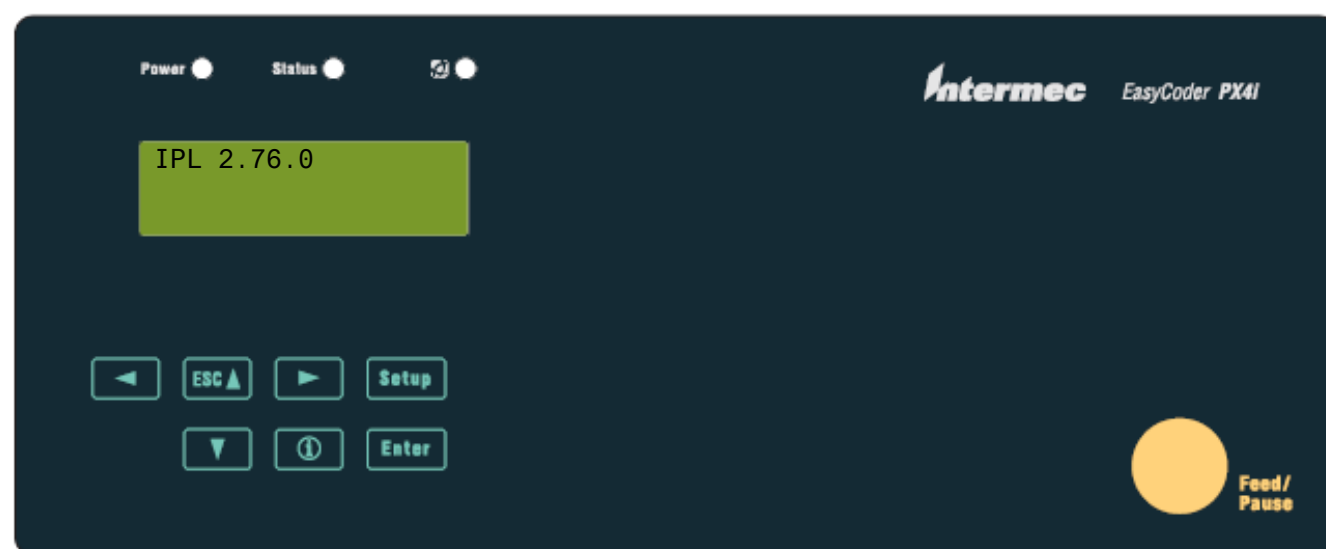 Power
Status
Intermec
EasyCoder PX4i
IPL 2.76.0
ESC
Setup
Enter
Feed/
Pause